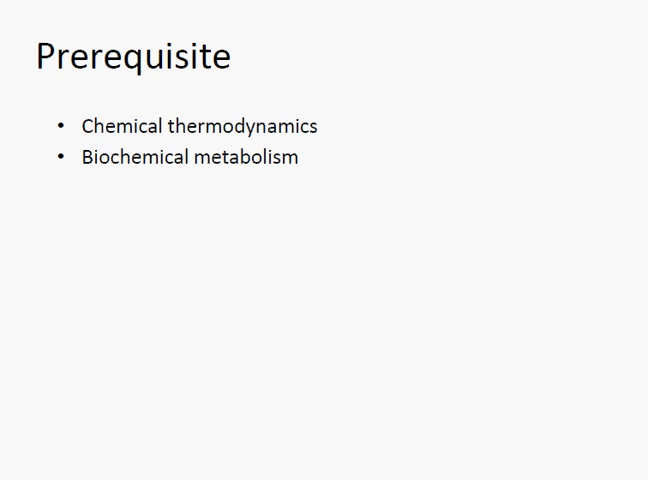 Prerequisite
• Chemical thermodynamics
• Biochemical metabolism